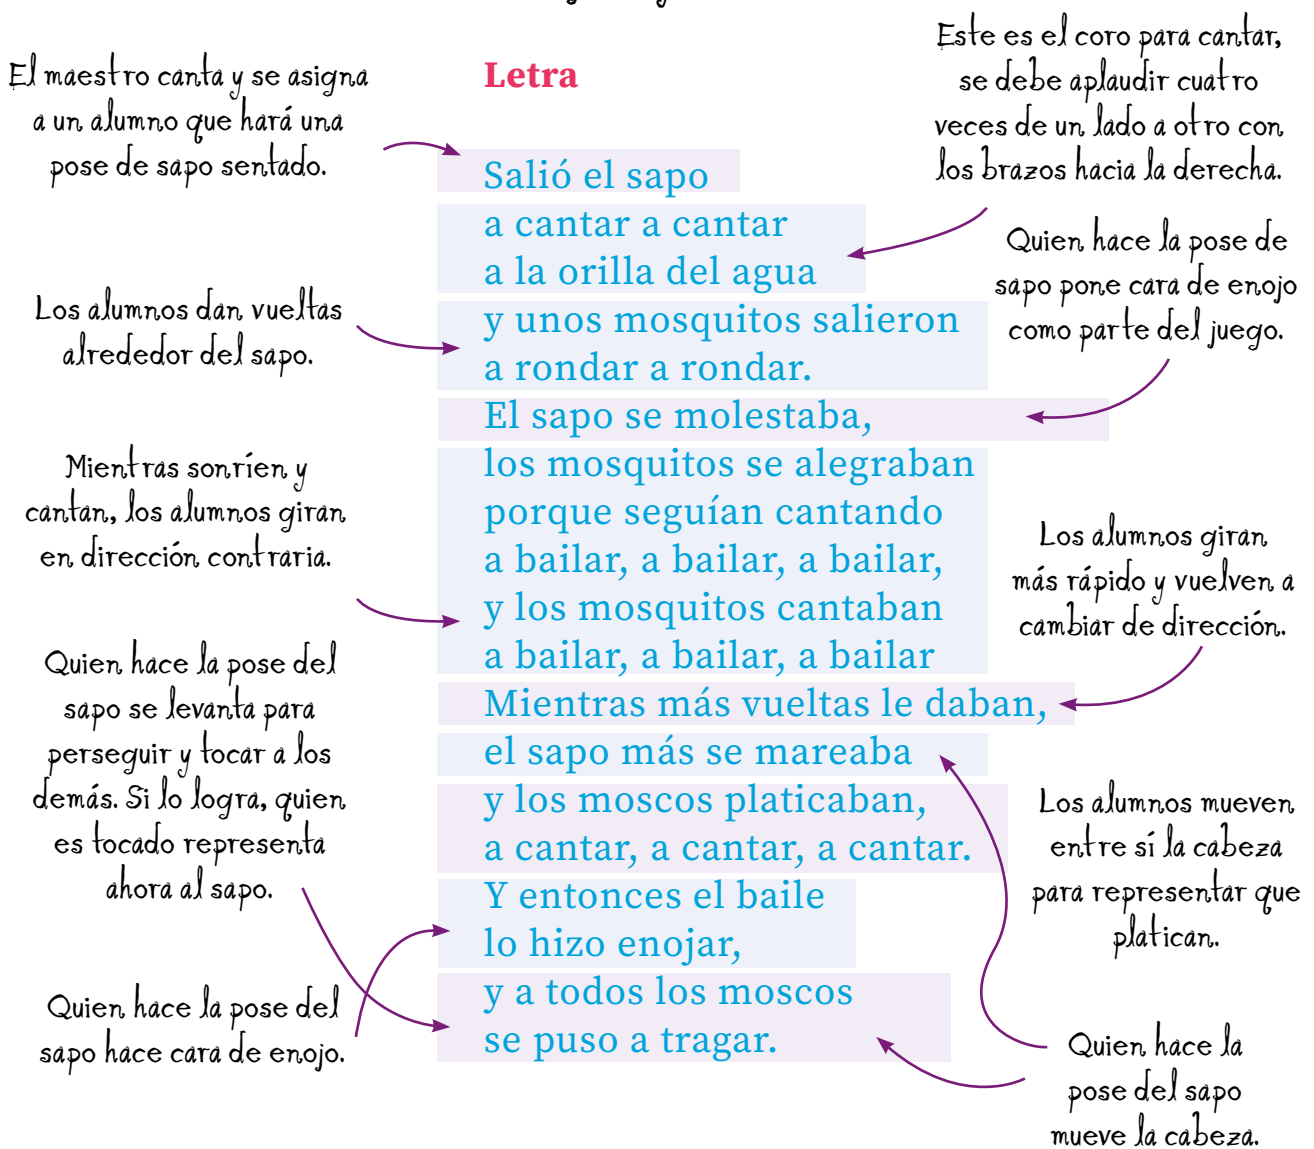 El maestro canta y se asigna
a un alumno que hará una
pose de sapo sentado.
Los alumnos dan vueltas
alrededor del sapo.
Mientras sonríen y
cantan, los alumnos giran
en dirección contraria.
Quien hace la pose del
sapo se levanta para
perseguir y tocar a los
demás. Si lo logra, quien
es tocado representa
ahora al sapo.
Quien hace la pose del
sapo hace cara de enojo.
Letra
Salió el sapo
a cantar a cantar
a la orilla del agua
y unos mosquitos salieron
a rondar a rondar.
El sapo se molestaba,
los mosquitos se alegraban
porque seguían cantando
a bailar, a bailar, a bailar,
y los mosquitos cantaban
a bailar, a bailar, a bailar
Mientras más vueltas le daban,
el sapo más se mareaba
y los moscos platicaban,
a cantar, a cantar, a cantar.
Y entonces el baile
lo hizo enojar,
y a todos los moscos
se puso a tragar.
Este es el coro para cantar,
se debe aplaudir cuatro
veces de un lado a otro con
los brazos hacia la derecha.
Quien hace la pose de
sapo pone cara de enojo
como parte del juego.
Los alumnos giran
más rápido y vuelven a
cambiar de dirección.
Los alumnos mueven
entre sí la cabeza
para representar que
platican.
Quien hace la
pose del sapo
mueve la cabeza.